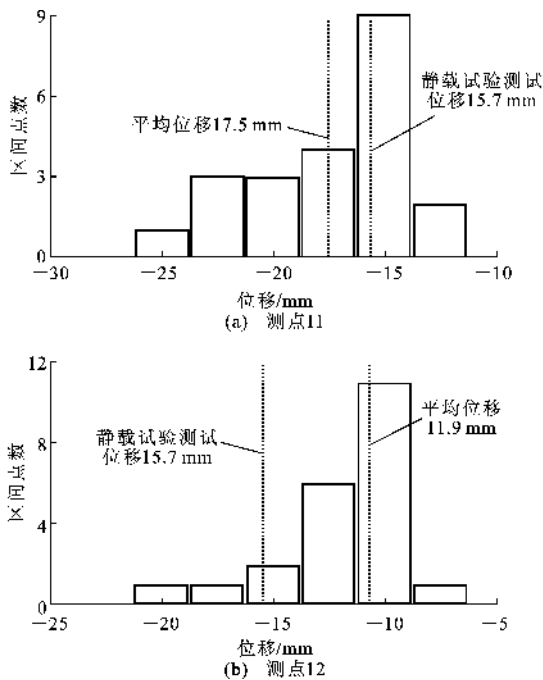 9
6
3
0
区间点数
平均位移17.5 mm
静载试验测试
位移15.7 mm
−30
−25
−20
−15
−10
位移/mm
(a) 测点11
12
8
4
0
区间点数
静载试验测试
位移15.7 mm
平均位移
11.9 mm
−25
−20
−15
−10
−5
位移/mm
(b) 测点12